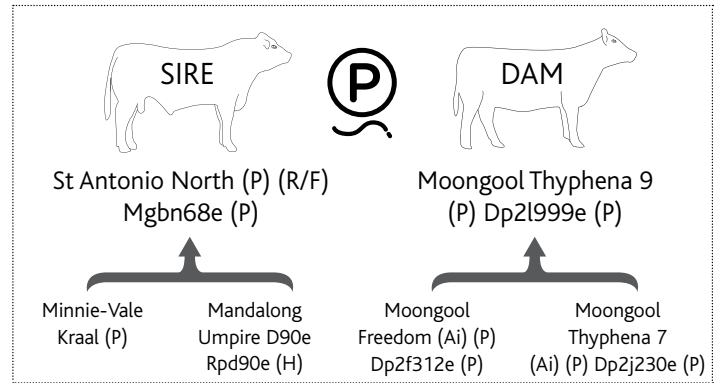 SIRE
P
DAM
St Antonio North (P) (R/F)
Mgbn68e (P)
Moongool Thyphena 9
(P) Dp2l999e (P)
Minnie-Vale
Kraal (P)
Mandalong
Umpire D90e
Rpd90e (H)
Moongool
Freedom (Ai) (P)
Dp2f312e (P)
Moongool
Thyphena 7
(Ai) (P) Dp2j230e (P)